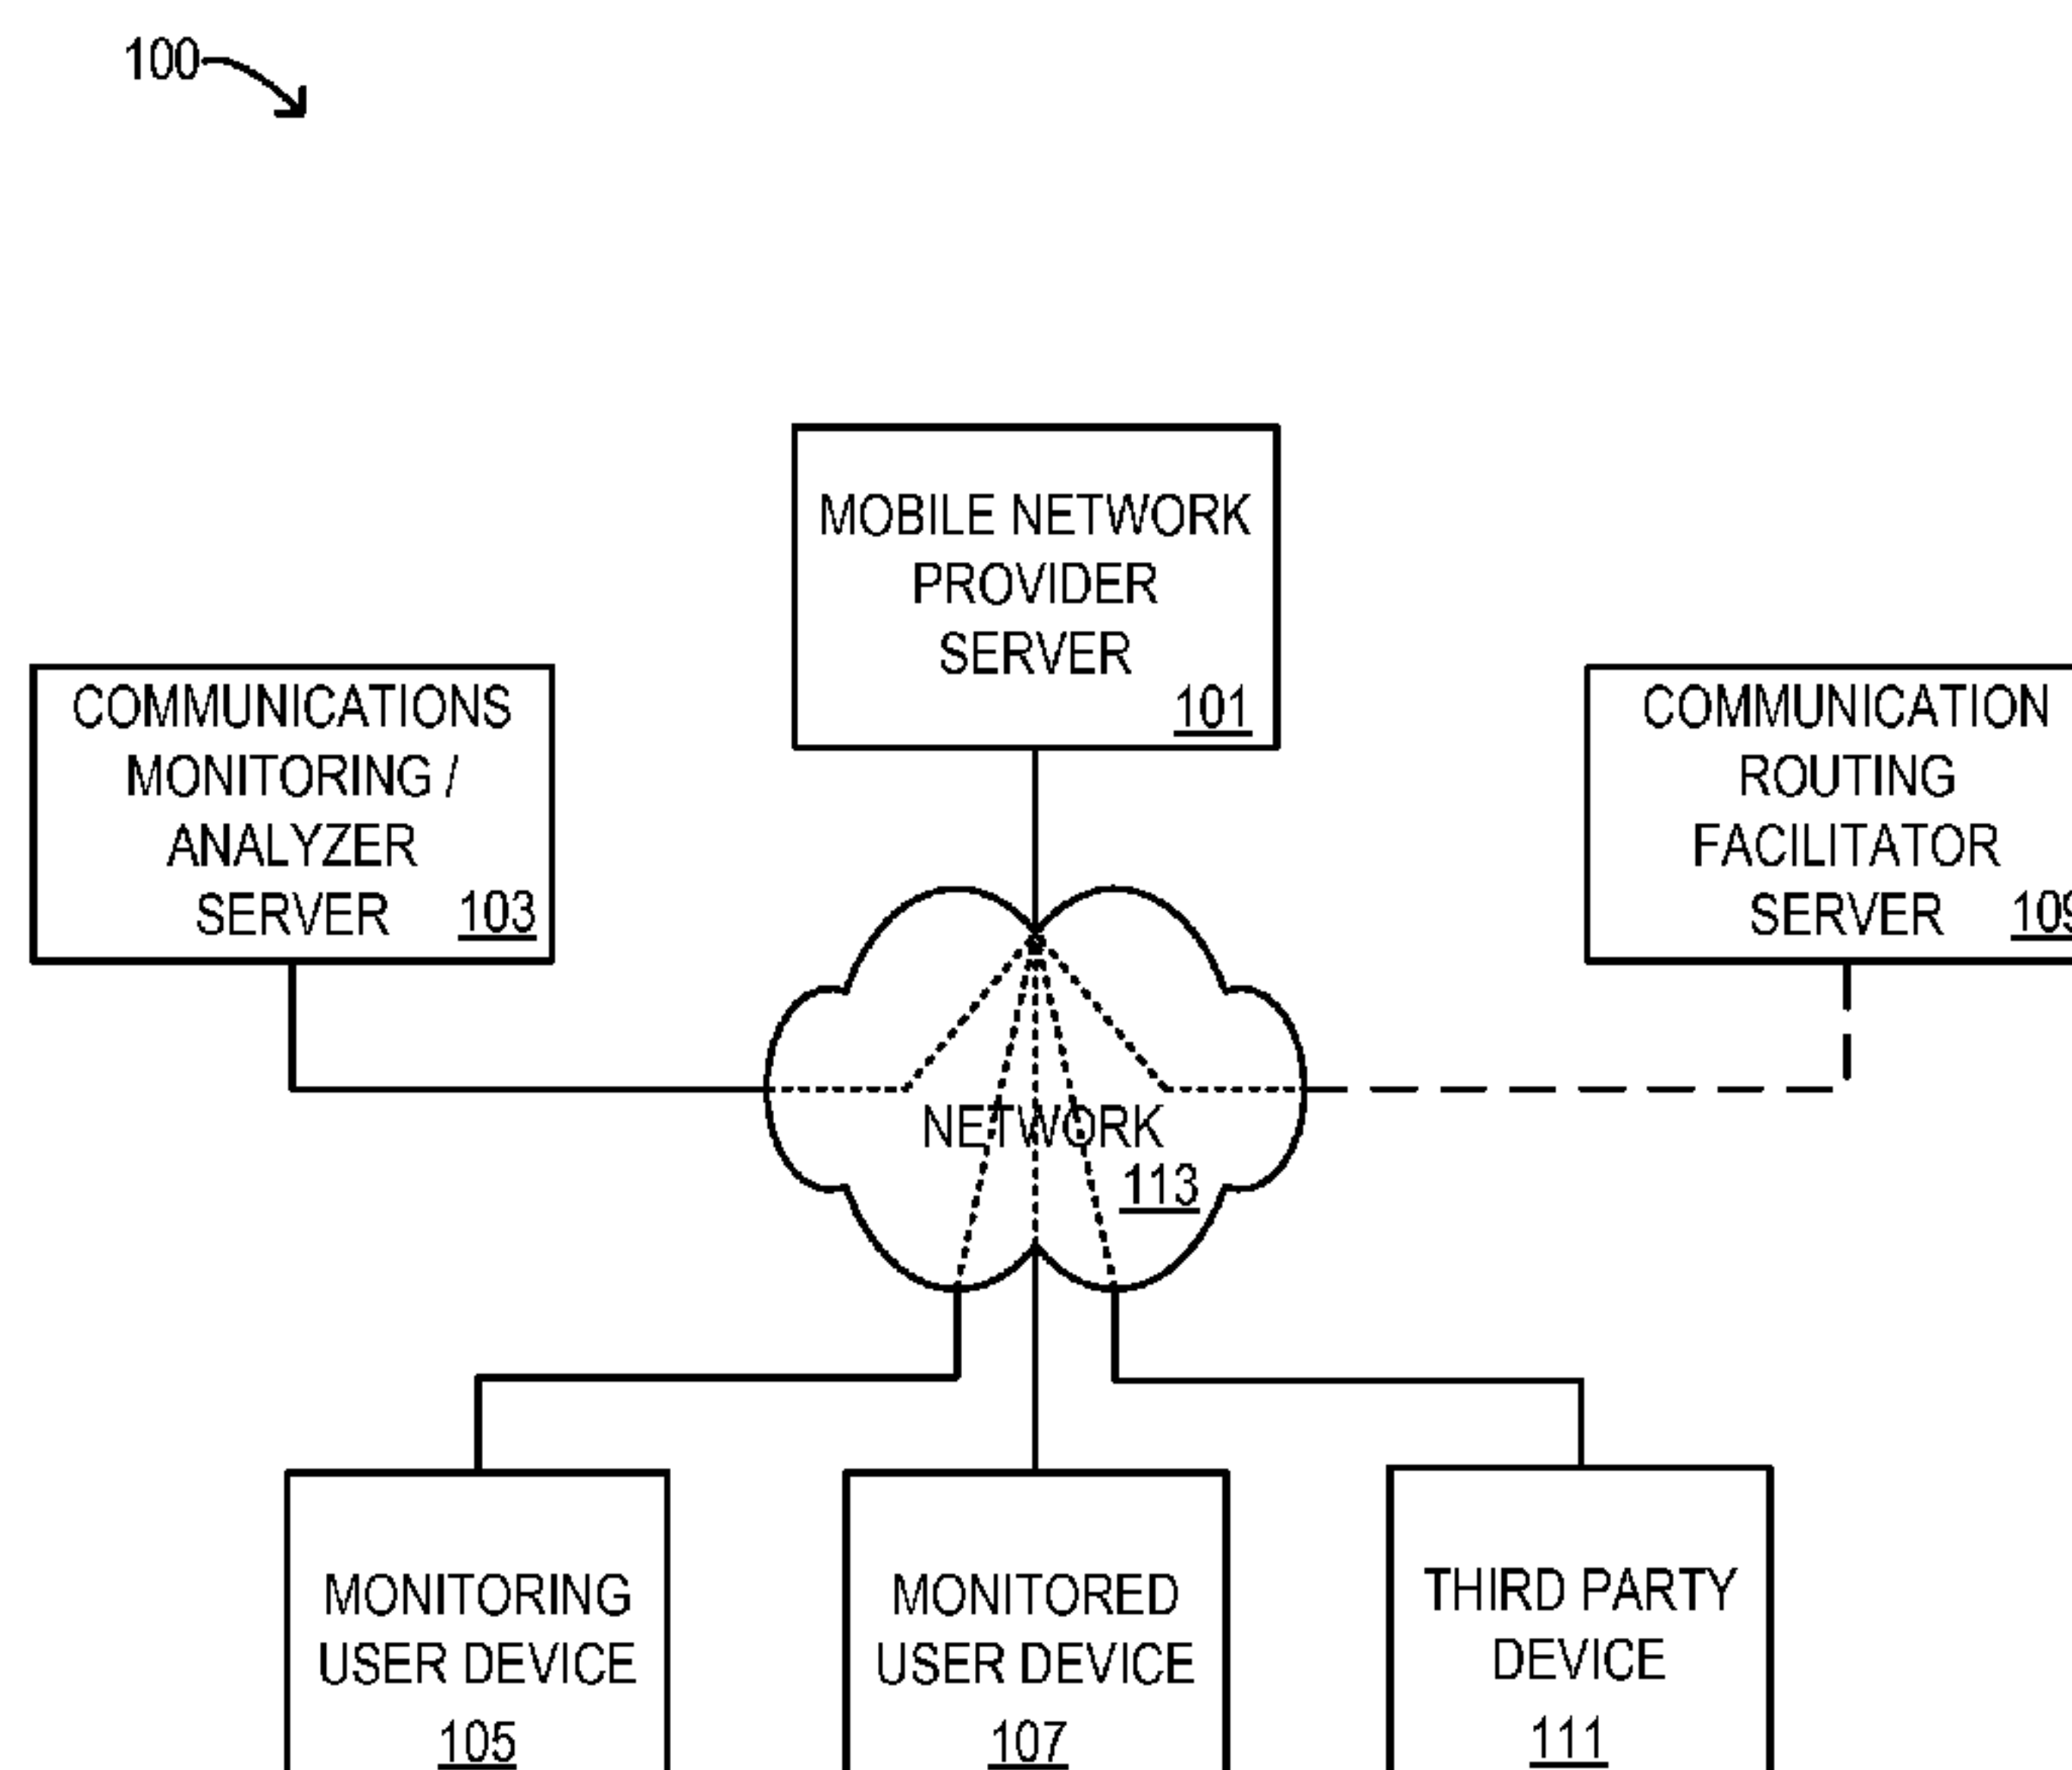 100
MOBILE NETWORK
PROVIDER
SERVER
101
COMMUNICATIONS
MONITORING /
ANALYZER
SERVER 103
COMMUNICATION
ROUTING
FACILITATOR
SERVER 109
NETWORK
113
MONITORING
USER DEVICE
105
MONITORED
USER DEVICE
107
THIRD PARTY
DEVICE
111